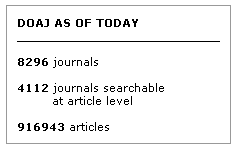 DOAJ AS OF TODAY
8296 journals
4112 journals searchable
at article level
916943 articles